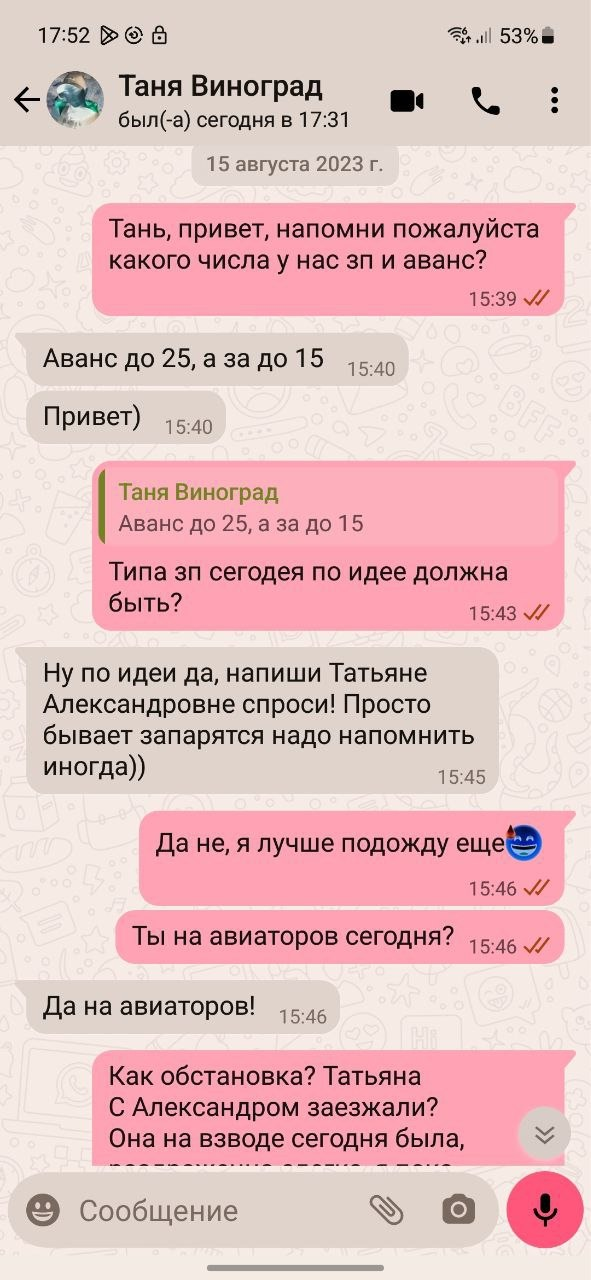 17:52 53%
Таня Виноград
был(-а) сегодня в 17:31
15 августа 2023 г.
Тань, привет, напомни пожалуйста
какого числа у нас зп и аванс?
15:39
Аванс до 25, а за до 15 15:40
Привет) 15:40
Таня Виноград
Аванс до 25, а за до 15
Типа зп сегодея по идее должна
быть? 15:43
Ну по идеи да, напиши Татьяне
Александровне спроси! Просто
бывает запарятся надо напомнить
иногда)) 15:45
Да не, я лучше подожду еще
15:46
Ты на авиаторов сегодня? 15:46
Да на авиаторов! 15:46
Как обстановка? Татьяна
С Александром заезжали?
Она на взводе сегодня была,
Сообщение